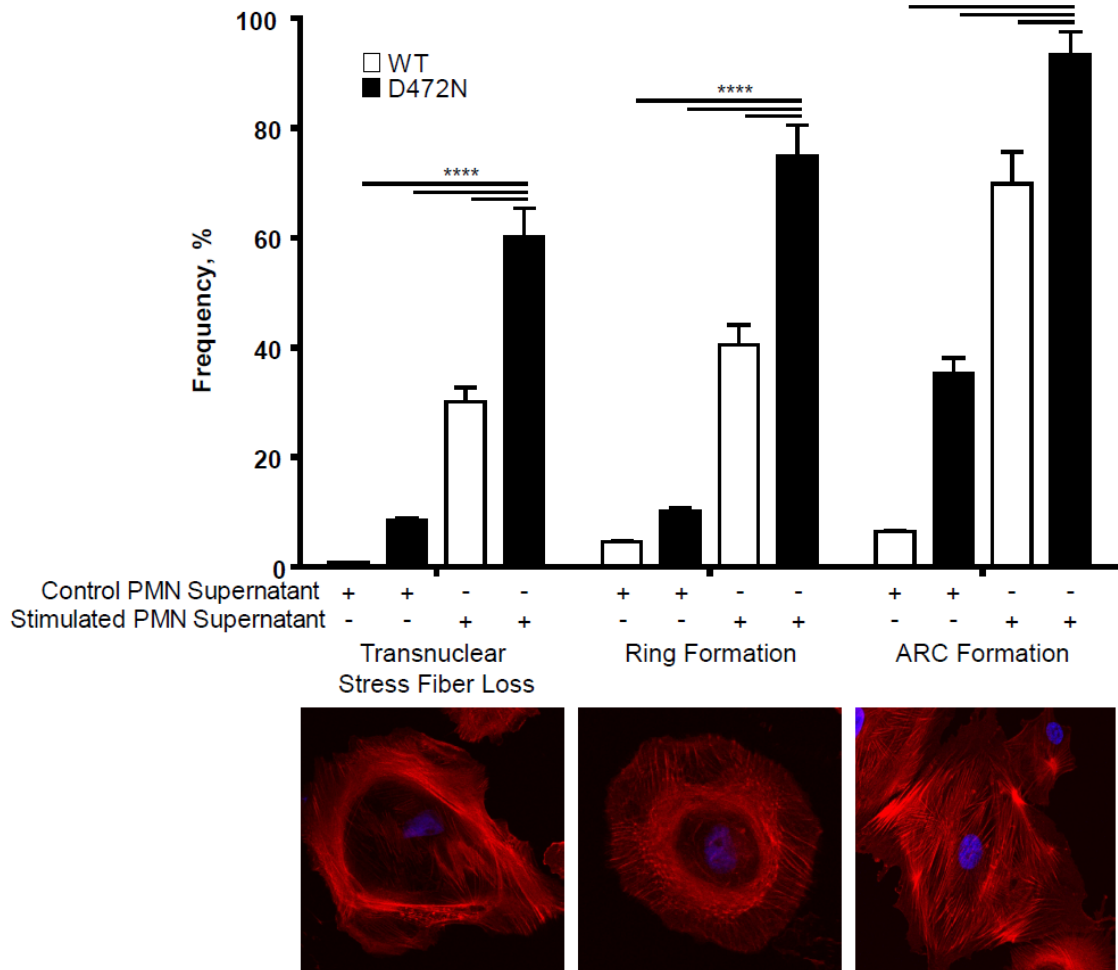 100
WT
D472N
****
80
****
60
Frequency, %
40
20
0
Control PMN Supernatant + + - - + + - - + + - -
Stimulated PMN Supernatant - - + + - - + + - - + +
Transnuclear
Stress Fiber Loss
Ring Formation
ARC Formation